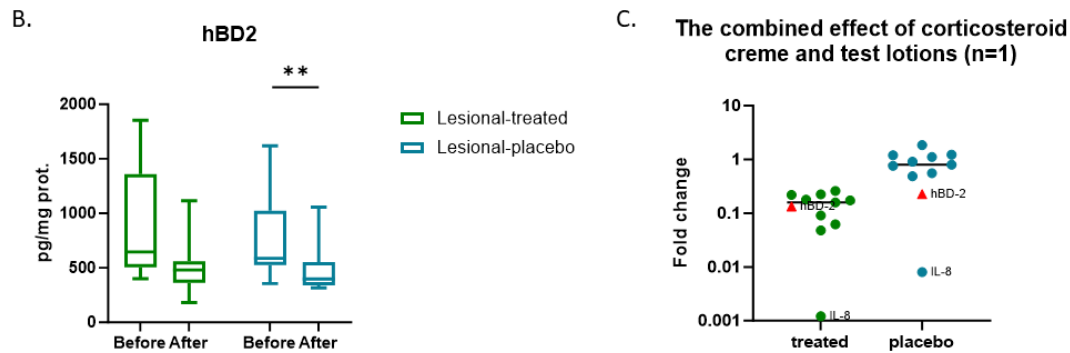 B.
hBD2
**
pg/mg prot.
2000
1500
1000
500
0
Before After
Before After
Lesional-treated
Lesional-placebo
C.
The combined effect of corticosteroid
creme and test lotions (n=1)
Fold change
10
1
0.1
0.01
0.001
hBD-2
IL-8
hBD-2
IL-8
treated
placebo